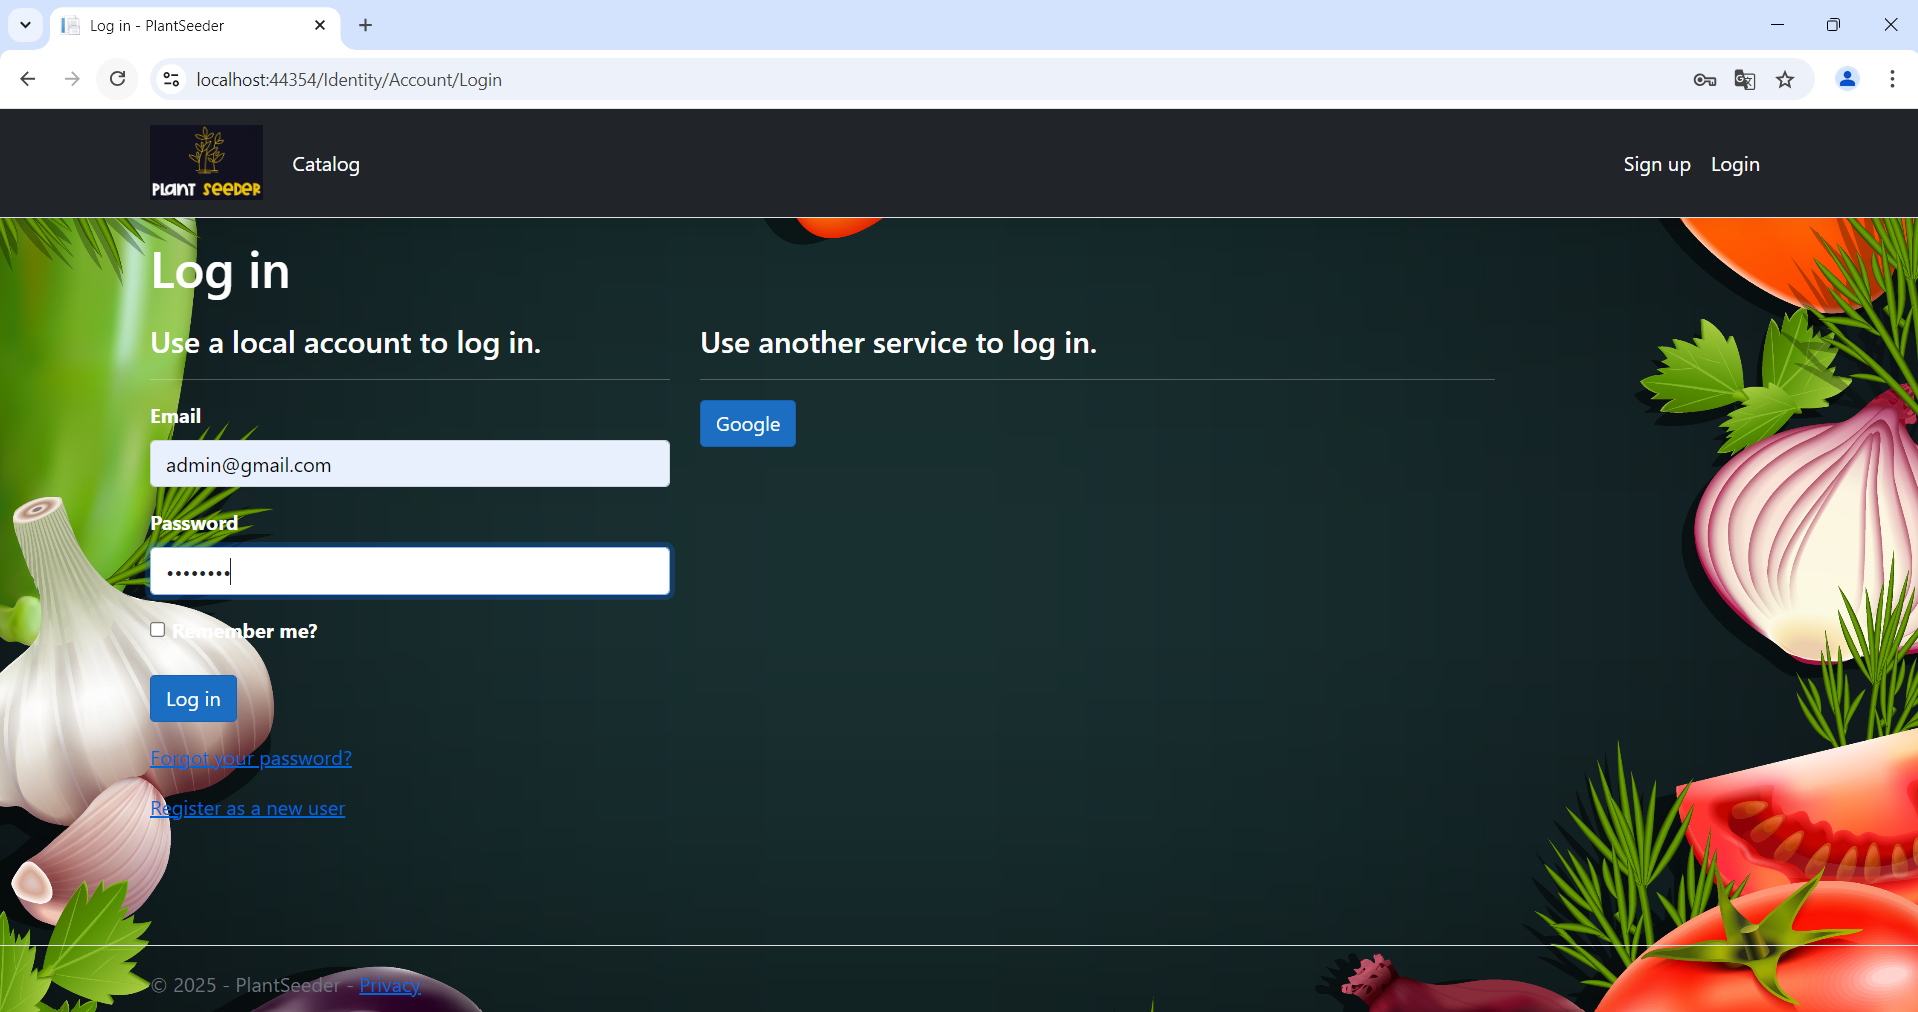 Log in - PlantSeeder
localhost:44354/Identity/Account/Login
PLANT SEEDER
Catalog
Sign up
Login
Log in
Use a local account to log in.
Use another service to log in.
Email
admin@gmail.com
Google
Password
••••••••
Remember me?
Log in
Forgot your password?
Register as a new user
© 2025 - PlantSeeder - Privacy